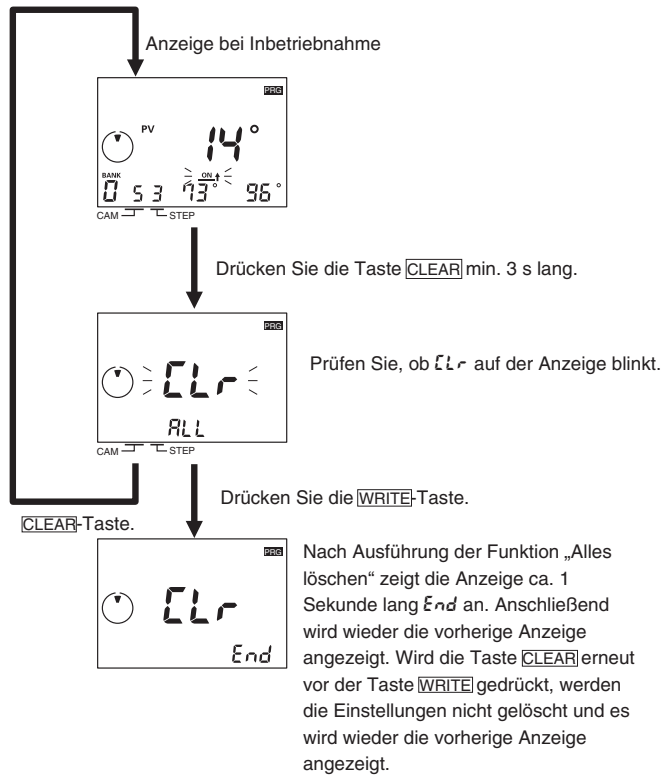 Anzeige bei Inbetriebnahme
PRG
PV
14°
BANK
ON
0 53 73° 96°
CAM STEP
Drücken Sie die Taste CLEAR min. 3 s lang.
PRG
CLr
ALL
CAM STEP
Prüfen Sie, ob CLr auf der Anzeige blinkt.
Drücken Sie die WRITE-Taste.
CLEAR-Taste.
PRG
CLr
End
Nach Ausführung der Funktion „Alles
löschen“ zeigt die Anzeige ca. 1
Sekunde lang End an. Anschließend
wird wieder die vorherige Anzeige
angezeigt. Wird die Taste CLEAR erneut
vor der Taste WRITE gedrückt, werden
die Einstellungen nicht gelöscht und es
wird wieder die vorherige Anzeige
angezeigt.